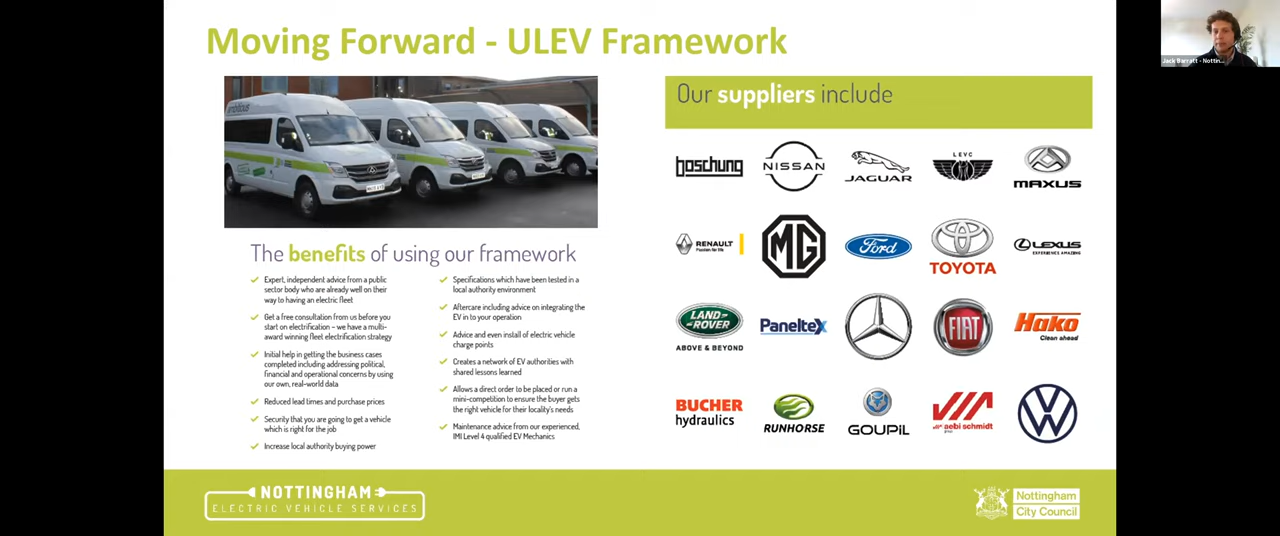 Moving Forward - ULEV Framework
Jack Barrett - Nottin...
ambitious
The benefits of using our framework
Expert, independent advice from a public
sector body who are already well on their
way to having an electric fleet
Get a free consultation from us before you
start on electrification – we have a multi-
award winning fleet electrification strategy
Initial help in getting the business cases
completed including addressing political,
financial and operational concerns by using
our own, real-world data
Reduced lead times and purchase prices
Security that you are going to get a vehicle
which is right for the job
Increase local authority buying power
Specifications which have been tested in a
local authority environment
Aftercare including advice on integrating the
EV in to your operation
Advice and even install of electric vehicle
charge points
Creates a network of EV authorities with
shared lessons learned
Allows a direct order to be placed or run a
mini-competition to ensure the buyer gets
the right vehicle for their locality's needs
Maintenance advice from our experienced,
IMI Level 4 qualified EV Mechanics
Our suppliers include
boschung
NISSAN
JAGUAR
LEVC
MAXUS
RENAULT
Passion for life
MG
Ford
TOYOTA
LEXUS
EXPERIENCE AMAZING
LAND
ROVER
ABOVE & BEYOND
Paneltex
FIAT
Hako
Clean ahead
BUCHER
hydraulics
RUNHORSE
GOUPIL
aebi schmidt
group
NOTTINGHAM
ELECTRIC VEHICLE SERVICES
Nottingham
City Council